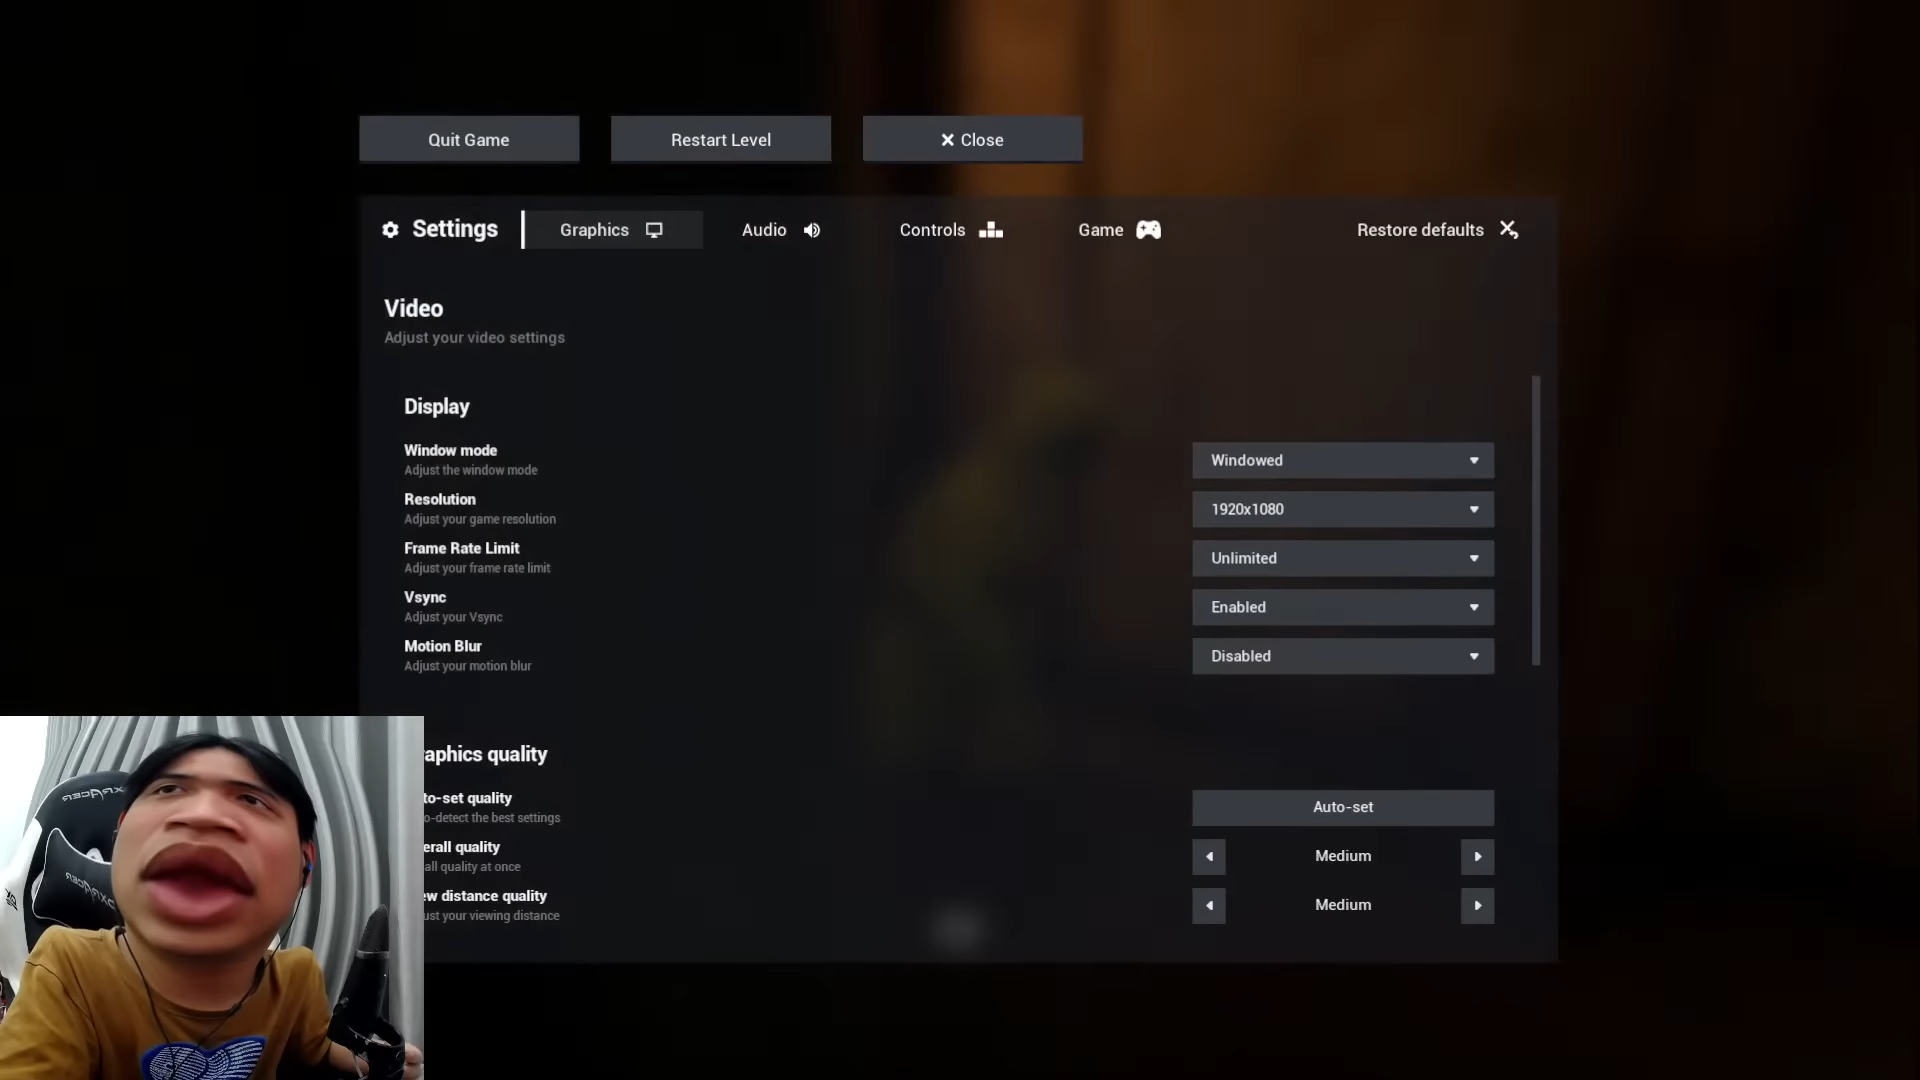 Quit Game
Restart Level
Close
Settings
Graphics
Audio
Controls
Game
Restore defaults
Video
Adjust your video settings
Display
Window mode
Adjust the window mode
Windowed
Resolution
Adjust your game resolution
1920x1080
Frame Rate Limit
Adjust your frame rate limit
Unlimited
Vsync
Adjust your Vsync
Enabled
Motion Blur
Adjust your motion blur
Disabled
raphics quality
to-set quality
o-detect the best settings
Auto-set
erall quality
all quality at once
Medium
ew distance quality
ust your viewing distance
Medium